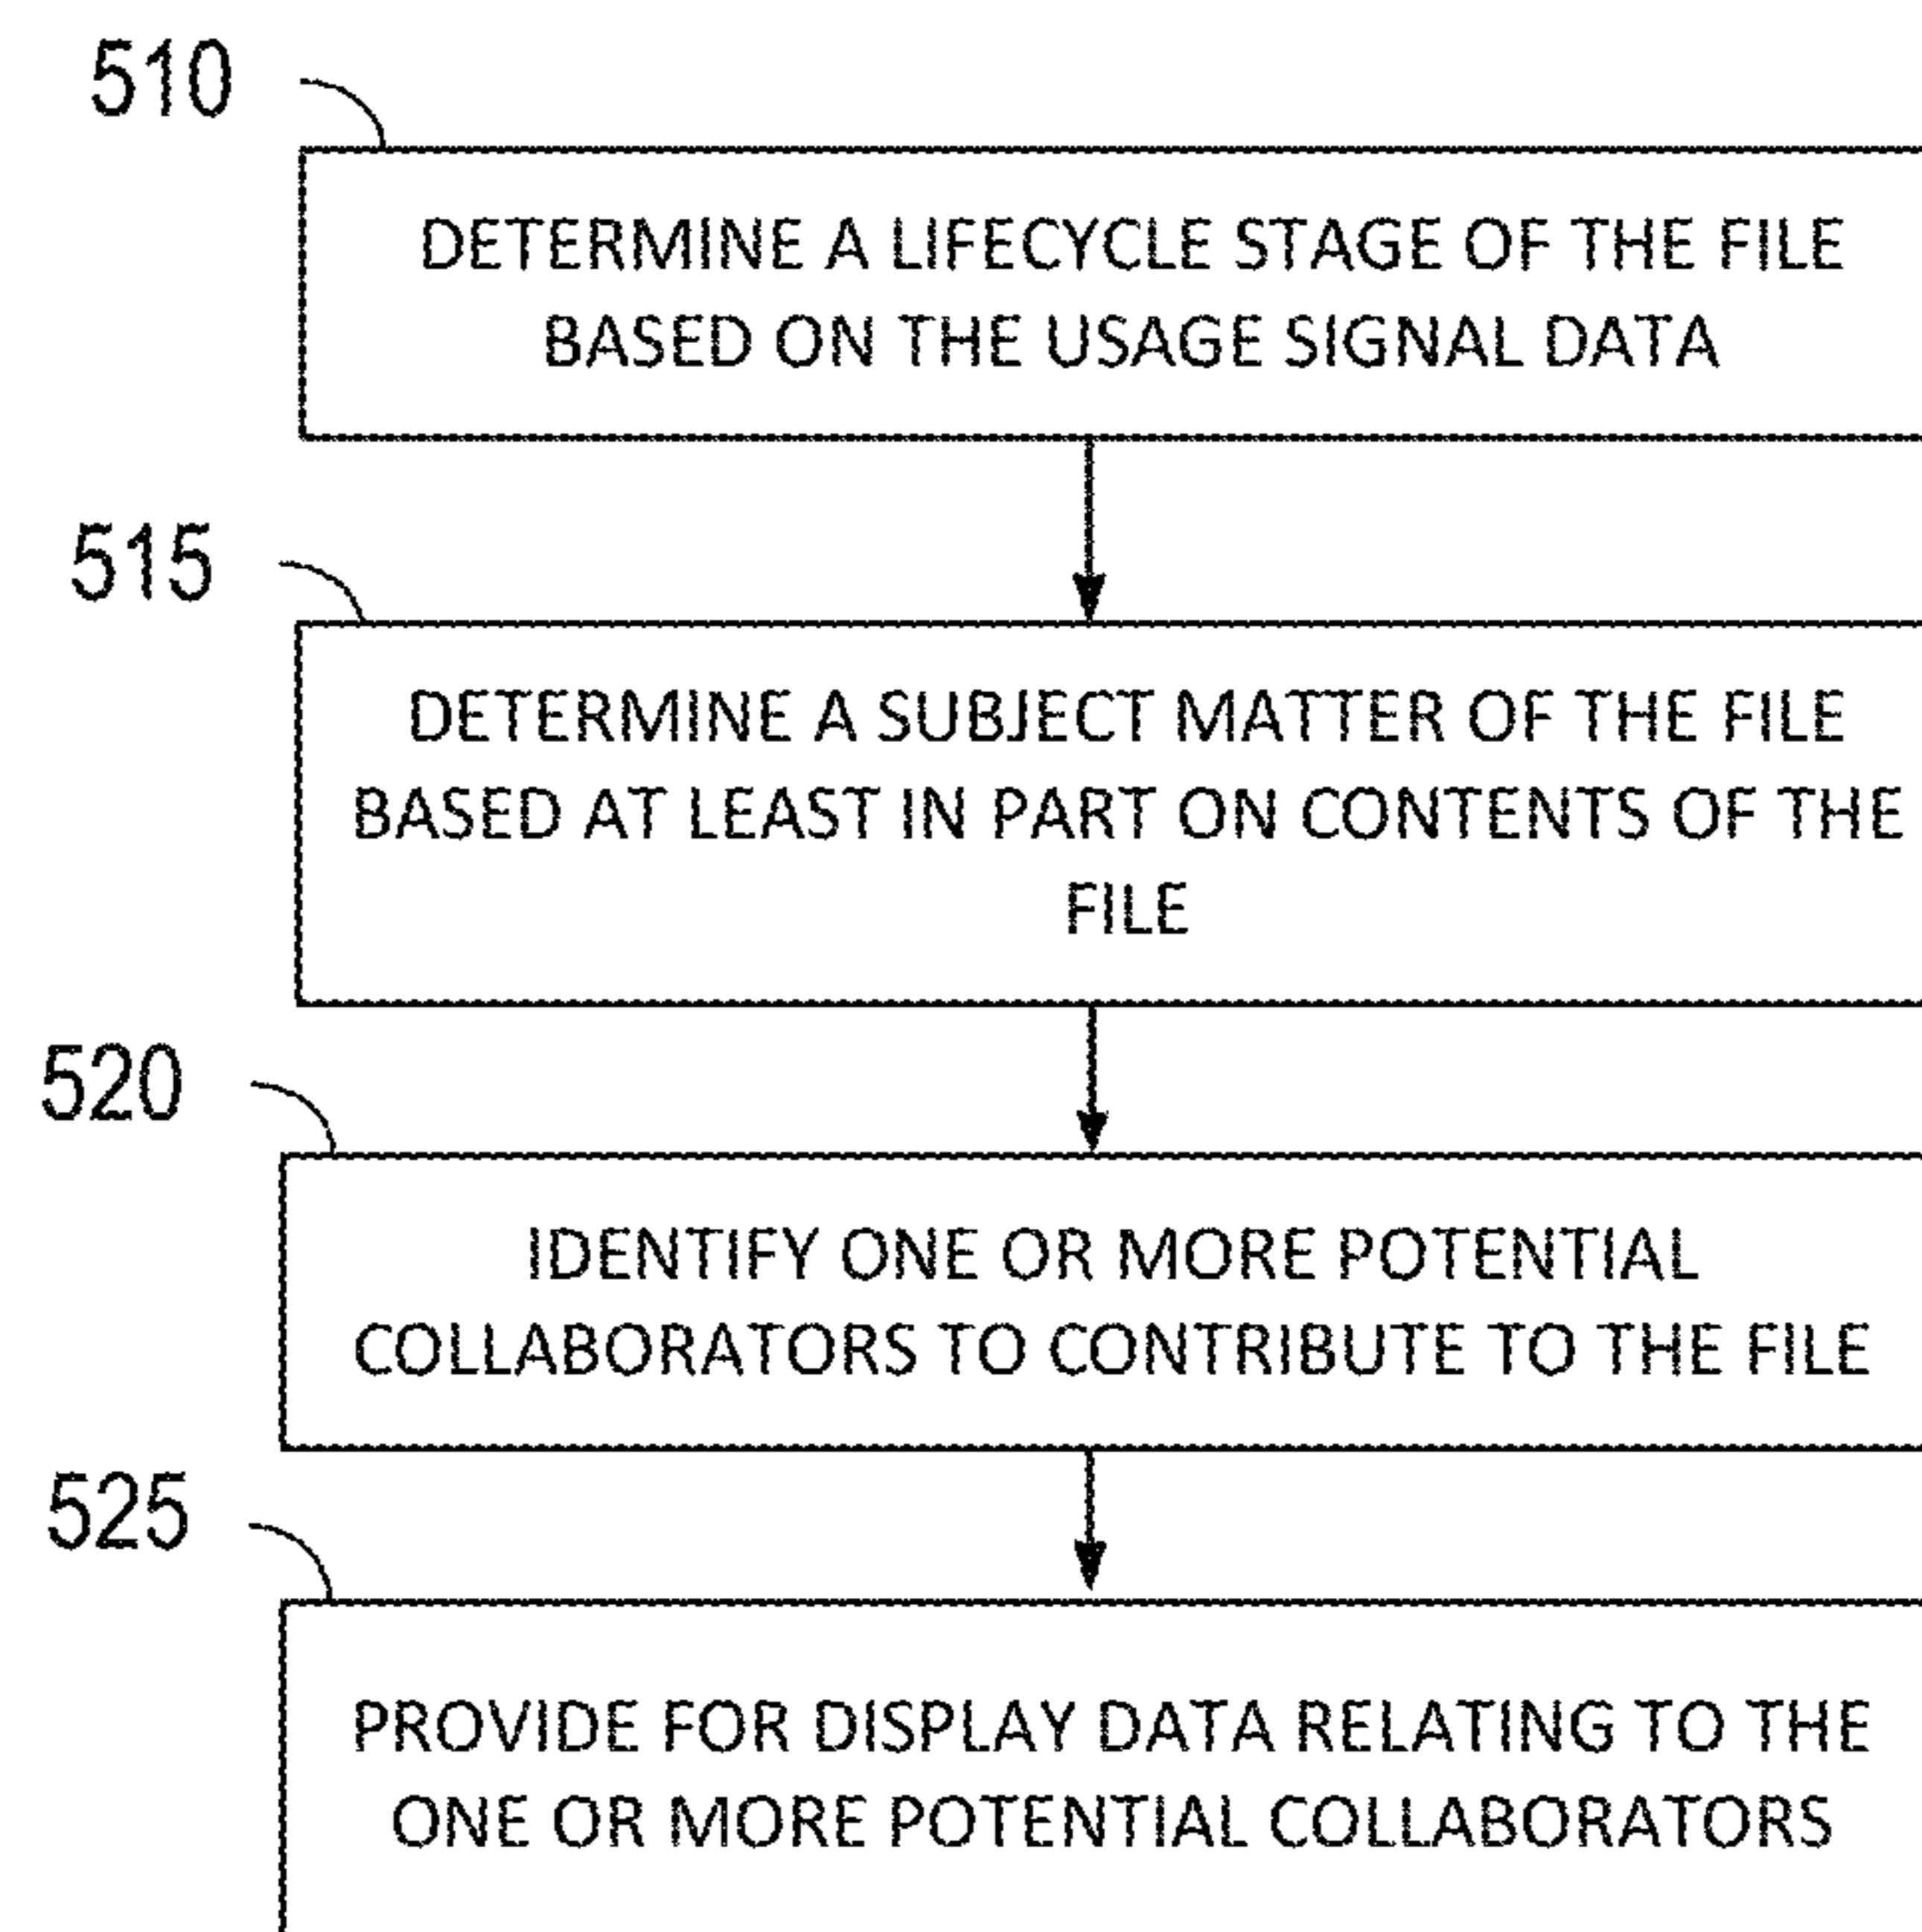 510
DETERMINE A LIFECYCLE STAGE OF THE FILE
BASED ON THE USAGE SIGNAL DATA
515
DETERMINE A SUBJECT MATTER OF THE FILE
BASED AT LEAST IN PART ON CONTENTS OF THE
FILE
520
IDENTIFY ONE OR MORE POTENTIAL
COLLABORATORS TO CONTRIBUTE TO THE FILE
525
PROVIDE FOR DISPLAY DATA RELATING TO THE
ONE OR MORE POTENTIAL COLLABORATORS